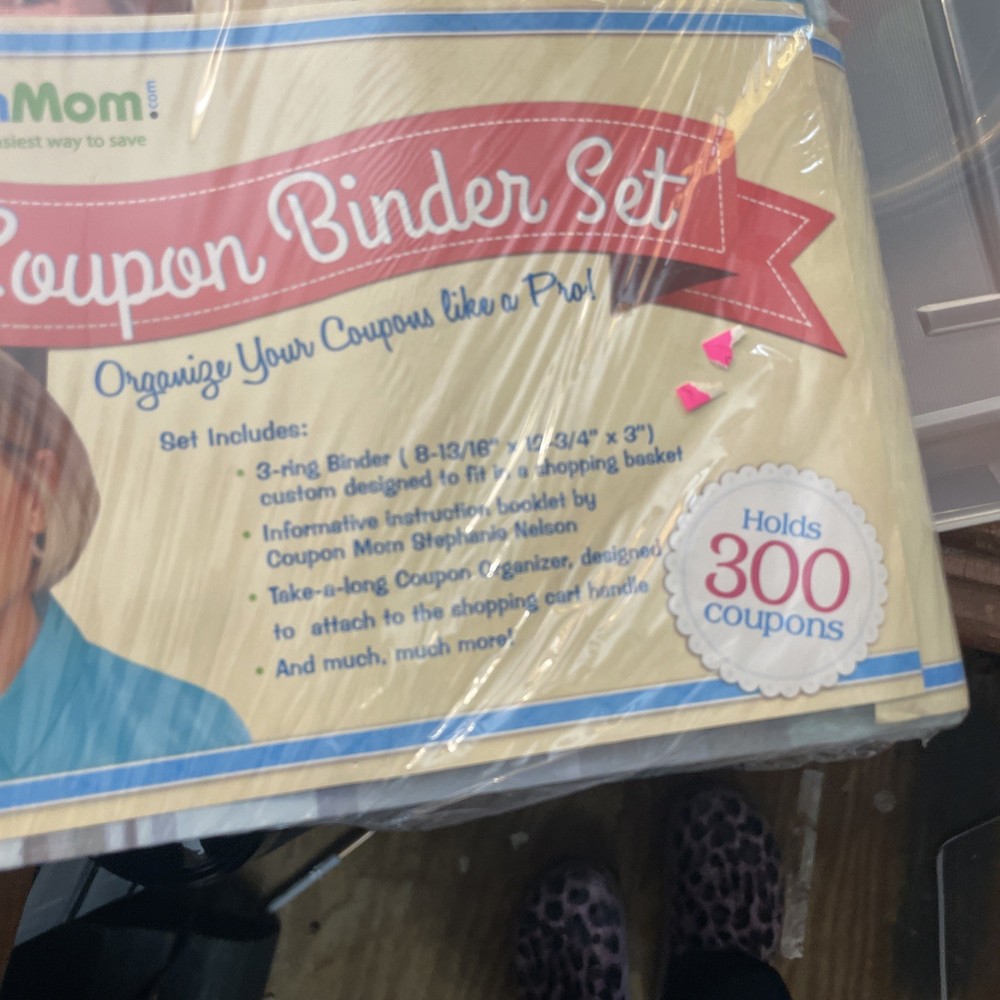 nMom.com
asiest way to save
Coupon Binder Set
Organize Your Coupons like a Pro!
Set Includes:
• 3-ring Binder ( 8-13/16" x 12-3/4" x 3")
custom designed to fit in a shopping basket
• Informative instruction booklet by
Coupon Mom Stephanie Nelson
• Take-a-long Coupon Organizer, designed
to attach to the shopping cart handle
• And much, much more!
Holds
300
coupons